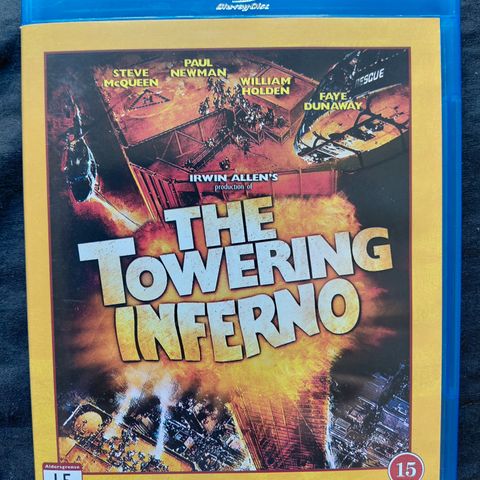 Blu-ray Disc
STEVE
McQUEEN
PAUL
NEWMAN
WILLIAM
HOLDEN
FAYE
DUNAWAY
RESCUE
IRWIN ALLEN'S
production of
THE
TOWERING
INFERNO
Aldersgrense
15